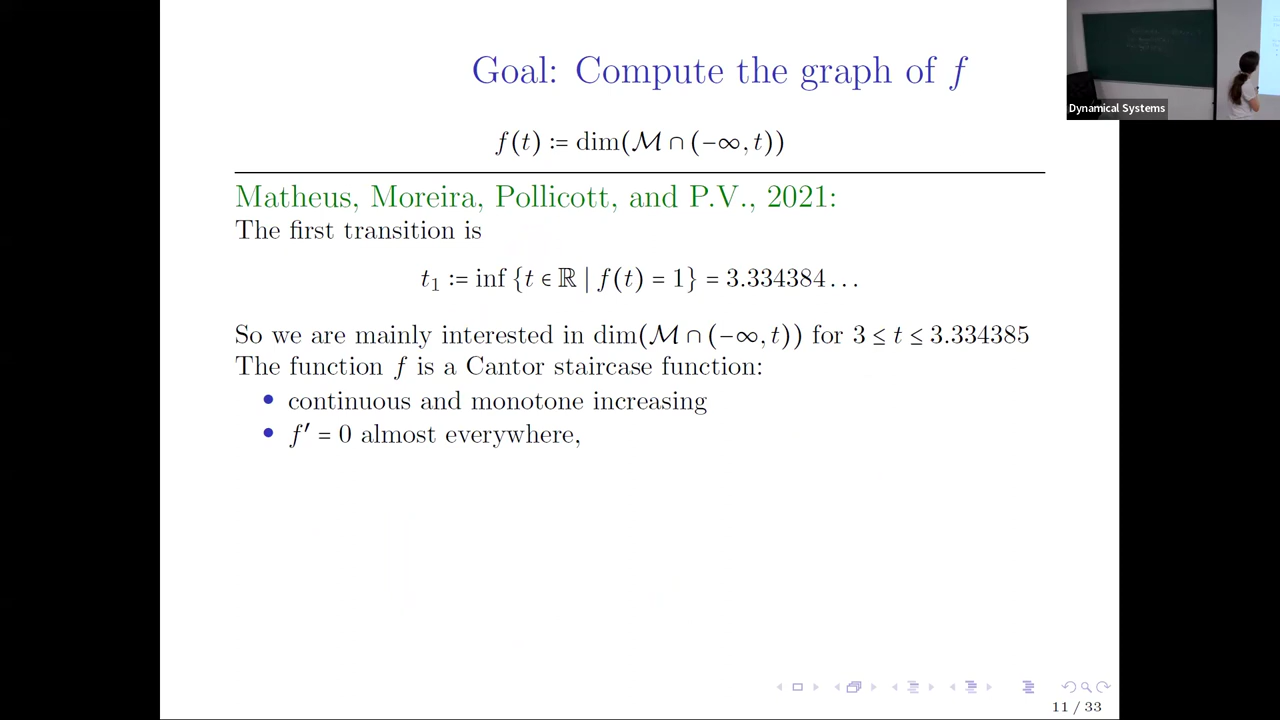 Goal: Compute the graph of f
f(t) ≔ dim(ℳ ∩ (−∞, t))
Matheus, Moreira, Pollicott, and P.V., 2021:
The first transition is
t₁ ≔ inf {t ∈ ℝ | f(t) = 1} = 3.334384…
So we are mainly interested in dim(ℳ ∩ (−∞, t)) for 3 ≤ t ≤ 3.334385
The function f is a Cantor staircase function:
• continuous and monotone increasing
• f′ = 0 almost everywhere,
11 / 33
Dynamical Systems